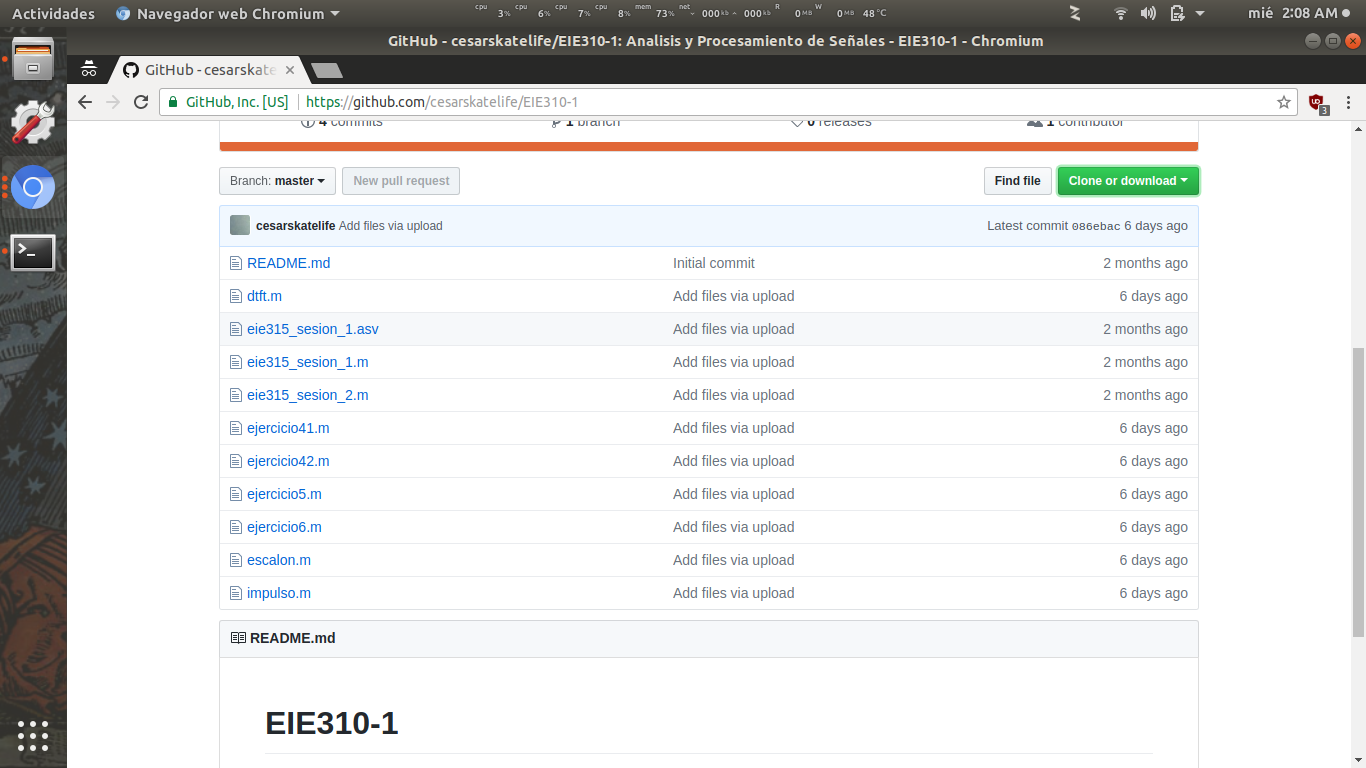 Actividades Navegador web Chromium cpu 3% cpu 6% cpu 7% cpu 8% mem 73% net 000 kb 000 kb R 0 MB W 0 MB 48 °C mié 2:08 AM
GitHub - cesarskatelife/EIE310-1: Analisis y Procesamiento de Señales - EIE310-1 - Chromium
GitHub - cesarskate
GitHub, Inc. [US] https://github.com/cesarskatelife/EIE310-1 3
4 commits 1 branch 0 releases 1 contributor
Branch: master New pull request Find file Clone or download
cesarskatelife Add files via upload Latest commit 086ebac 6 days ago
README.md Initial commit 2 months ago
dtft.m Add files via upload 6 days ago
eie315_sesion_1.asv Add files via upload 2 months ago
eie315_sesion_1.m Add files via upload 2 months ago
eie315_sesion_2.m Add files via upload 2 months ago
ejercicio41.m Add files via upload 6 days ago
ejercicio42.m Add files via upload 6 days ago
ejercicio5.m Add files via upload 6 days ago
ejercicio6.m Add files via upload 6 days ago
escalon.m Add files via upload 6 days ago
impulso.m Add files via upload 6 days ago
README.md
EIE310-1